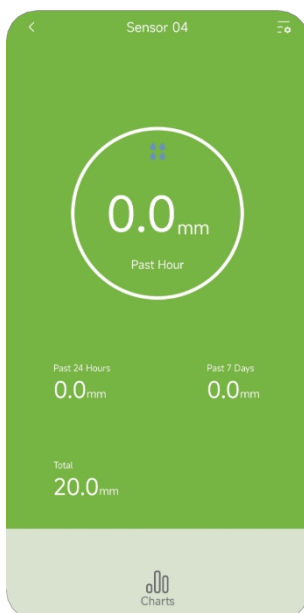 Sensor 04
0.0mm
Past Hour
Past 24 Hours
0.0mm
Past 7 Days
0.0mm
Total
20.0mm
Charts